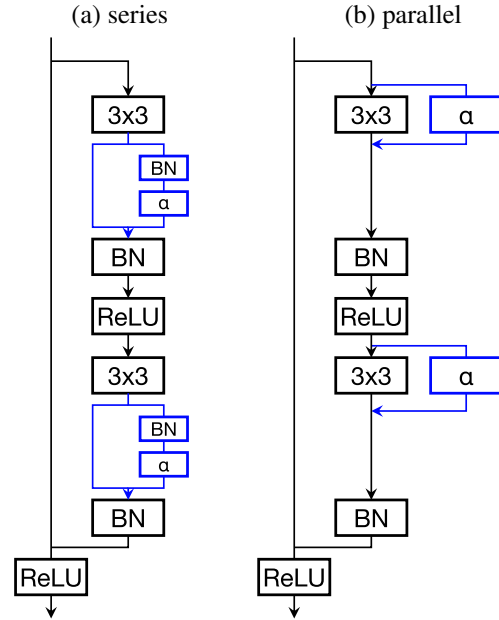 (a) series
3x3
BN
α
BN
ReLU
3x3
BN
α
BN
ReLU
(b) parallel
3x3
α
BN
ReLU
3x3
α
BN
ReLU